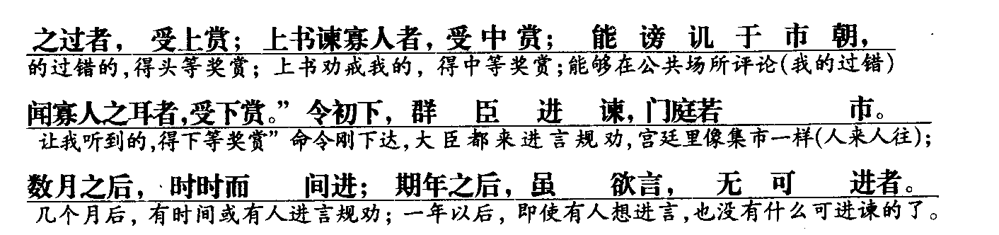 之过者，受上赏；上书谏寡人者，受中赏；能谤讥于市朝，
的过错的，得头等奖赏；上书劝戒我的，得中等奖赏；能够在公共场所评论(我的过错)
闻寡人之耳者，受下赏。”令初下，群臣进谏，门庭若市。
让我听到的，得下等奖赏”命令刚下达，大臣都来进言规劝，宫廷里像集市一样(人来人往)；
数月之后，时时而间进；期年之后，虽欲言，无可进者。
几个月后，有时间或有人进言规劝；一年以后，即使有人想进言，也没有什么可进谏的了。